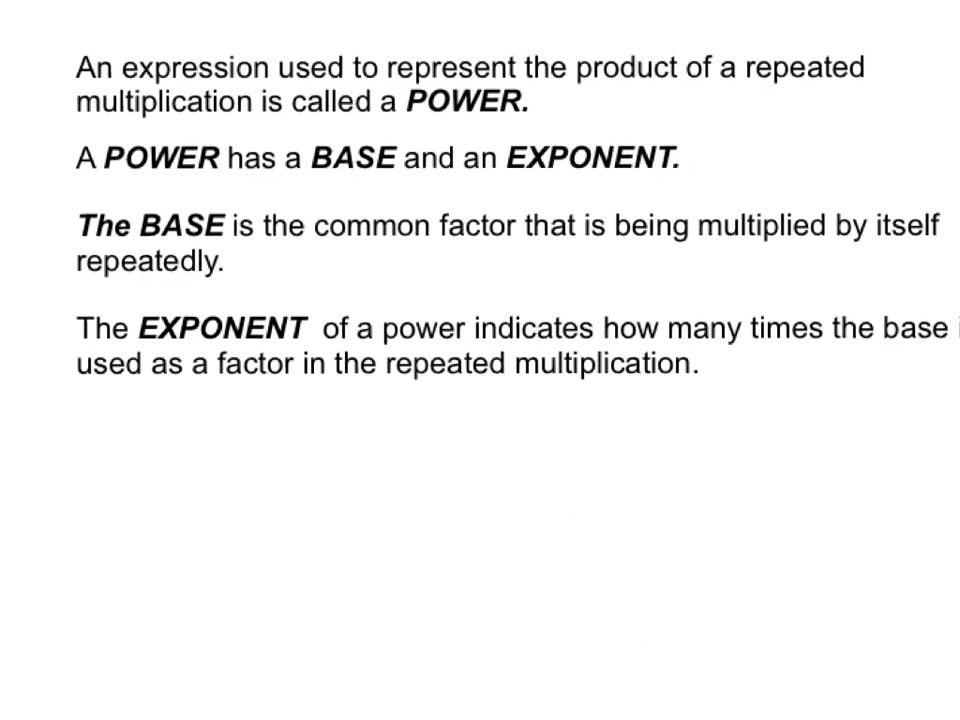 An expression used to represent the product of a repeated
multiplication is called a POWER.
A POWER has a BASE and an EXPONENT.
The BASE is the common factor that is being multiplied by itself
repeatedly.
The EXPONENT of a power indicates how many times the base
used as a factor in the repeated multiplication.